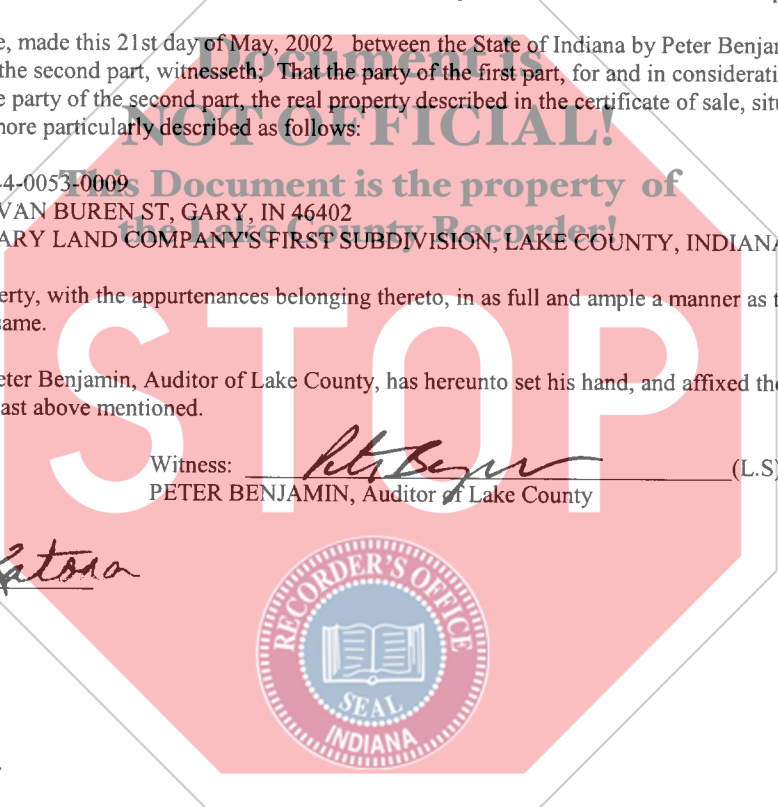 e, made this 21st day of May, 2002 between the State of Indiana by Peter Benjam
the second part, witnesseth; That the party of the first part, for and in considerati
e party of the second part, the real property described in the certificate of sale, situ
more particularly described as follows:
Document is
NOT OFFICIAL!
This Document is the property of
the Lake County Recorder!
4-0053-0009
VAN BUREN ST, GARY, IN 46402
ARY LAND COMPANY'S FIRST SUBDIVISION, LAKE COUNTY, INDIANA
erty, with the appurtenances belonging thereto, in as full and ample a manner as t
same.
STOP
eter Benjamin, Auditor of Lake County, has hereunto set his hand, and affixed the
ast above mentioned.
Witness: Peter Benjamin (L.S)
PETER BENJAMIN, Auditor of Lake County
RECORDER'S OFFICE
SEAL
INDIANA